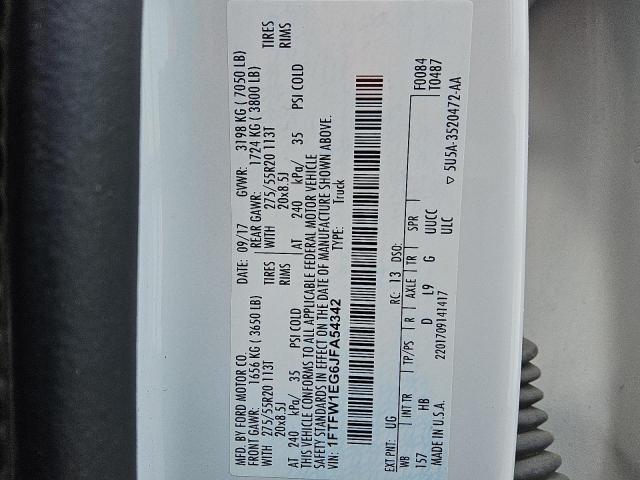 MFD. BY FORD MOTOR CO.
DATE: 09/17 GVWR: 3198 KG ( 7050 LB)
FRONT GAWR: 1656 KG ( 3650 LB) REAR GAWR: 1724 KG ( 3800 LB)
WITH 275/55R20 113T TIRES WITH 275/55R20 113T TIRES
20x8.5J RIMS 20x8.5J RIMS
AT 240 kPa/ 35 PSI COLD AT 240 kPa/ 35 PSI COLD
THIS VEHICLE CONFORMS TO ALL APPLICABLE FEDERAL MOTOR VEHICLE
SAFETY STANDARDS IN EFFECT ON THE DATE OF MANUFACTURE SHOWN ABOVE.
VIN: 1FTFW1EG6JFA54342 TYPE: Truck
EXT PNT: UG RC: 13 DSO: F0084
WB INT TR TP/PS R AXLE TR SPR T0487
157 HB D L9 G UUCC
MADE IN U.S.A. 2201709141417 ULC ▽ 5U5A-3520472-AA